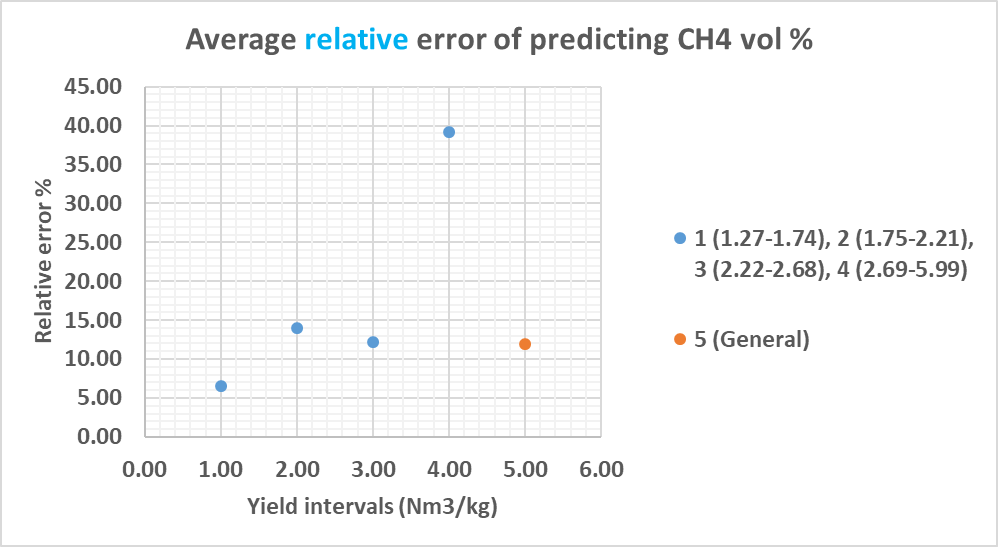 Average relative error of predicting CH4 vol %
45.00
40.00
35.00
30.00
25.00
20.00
15.00
10.00
5.00
0.00
Relative error %
0.00 1.00 2.00 3.00 4.00 5.00 6.00
Yield intervals (Nm3/kg)
1 (1.27-1.74), 2 (1.75-2.21),
3 (2.22-2.68), 4 (2.69-5.99)
5 (General)